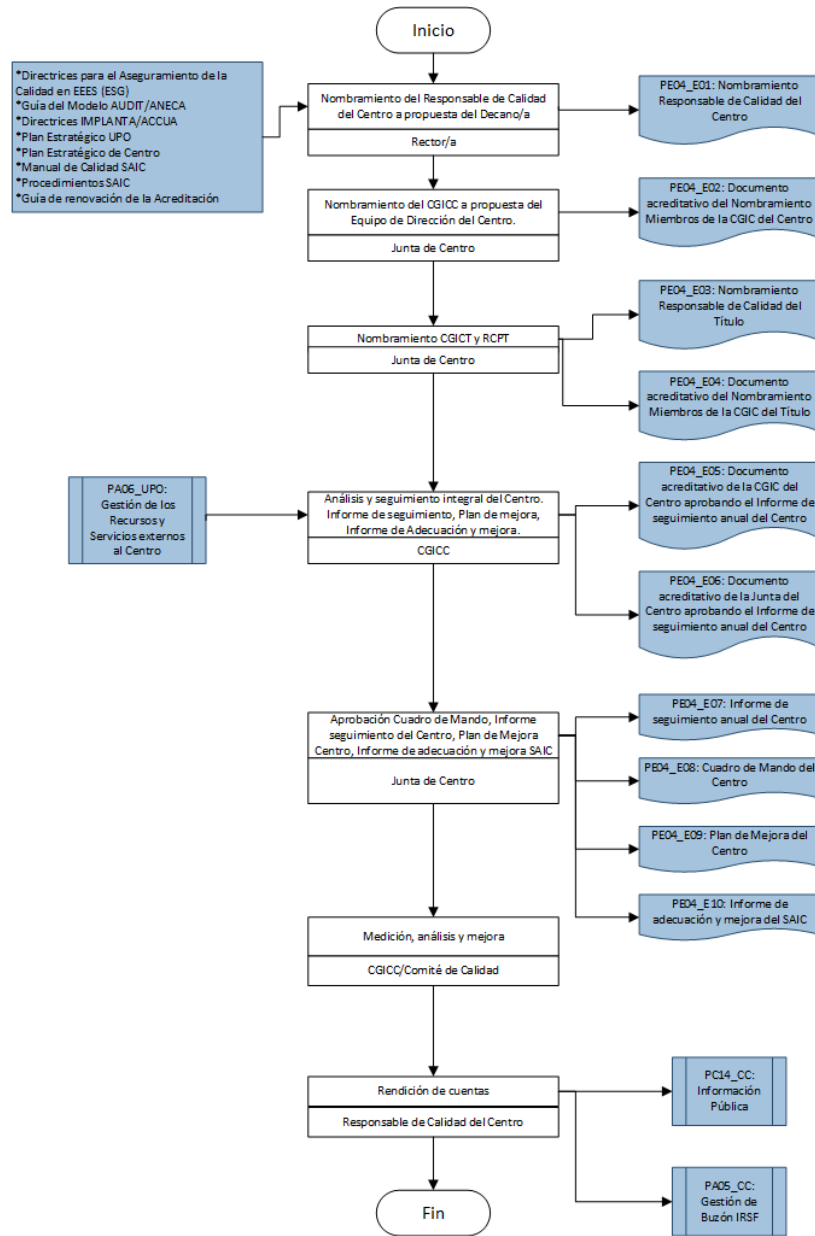 Inicio
*Directrices para el Aseguramiento de la
Calidad en EEES (ESG)
*Guía del Modelo AUDIT/ANECA
*Directrices IMPLANTA/ACCUA
*Plan Estratégico UPO
*Plan Estratégico de Centro
*Manual de Calidad SAIC
*Procedimientos SAIC
*Guía de renovación de la Acreditación
Nombramiento del Responsable de Calidad
del Centro a propuesta del Decano/a
Rector/a
PE04_E01: Nombramiento
Responsable de Calidad del
Centro
Nombramiento del CGICC a propuesta del
Equipo de Dirección del Centro.
Junta de Centro
PE04_E02: Documento
acreditativo del Nombramiento
Miembros de la CGIC del Centro
Nombramiento CGICT y RCPT
Junta de Centro
PE04_E03: Nombramiento
Responsable de Calidad del
Título
PE04_E04: Documento
acreditativo del Nombramiento
Miembros de la CGIC del Título
PA06_UPO:
Gestión de los
Recursos y
Servicios externos
al Centro
Análisis y seguimiento integral del Centro.
Informe de seguimiento, Plan de mejora,
Informe de Adecuación y mejora.
CGICC
PE04_E05: Documento
acreditativo de la CGIC del
Centro aprobando el Informe de
seguimiento anual del Centro
PE04_E06: Documento
acreditativo de la Junta del
Centro aprobando el Informe de
seguimiento anual del Centro
Aprobación Cuadro de Mando, Informe
seguimiento del Centro, Plan de Mejora
Centro, Informe de adecuación y mejora SAIC
Junta de Centro
PE04_E07: Informe de
seguimiento anual del Centro
PE04_E08: Cuadro de Mando del
Centro
PE04_E09: Plan de Mejora del
Centro
PE04_E10: Informe de
adecuación y mejora del SAIC
Medición, análisis y mejora
CGICC/Comité de Calidad
Rendición de cuentas
Responsable de Calidad del Centro
PC14_CC:
Información
Pública
PA05_CC:
Gestión de
Buzón IRSF
Fin